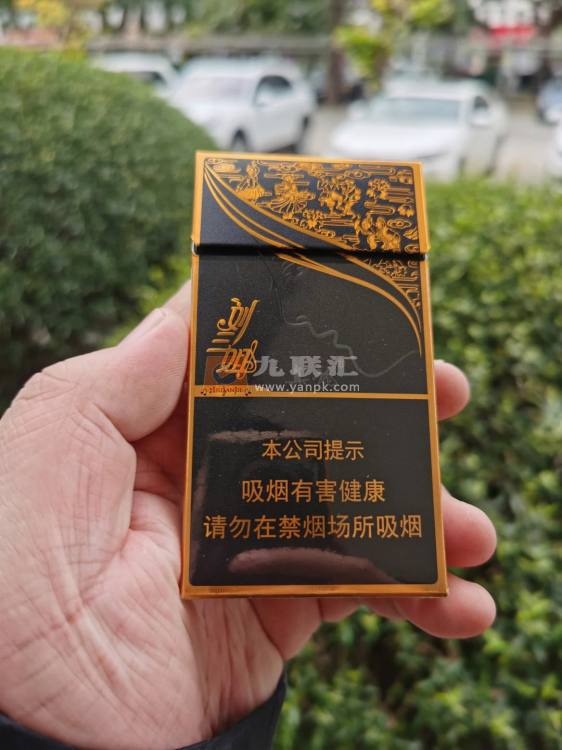 刘三姐
九联汇
www.yanpk.com
LIUSANJIE
本公司提示
吸烟有害健康
请勿在禁烟场所吸烟